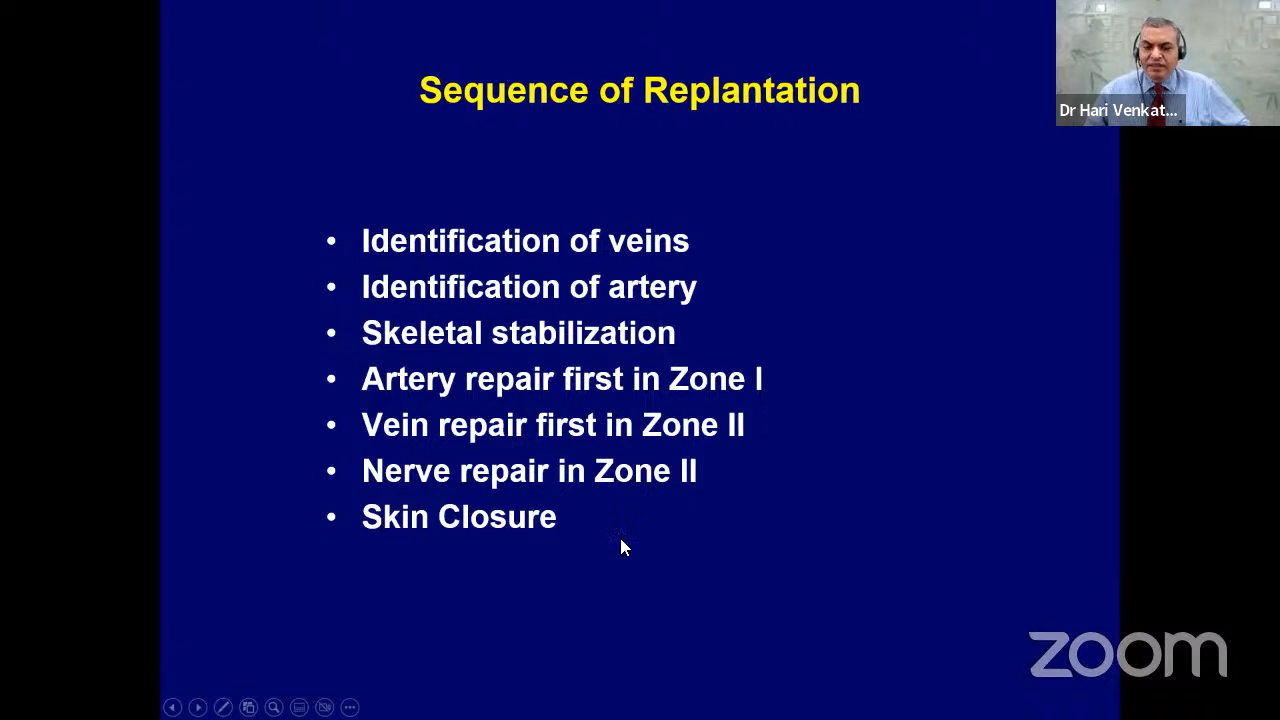 Sequence of Replantation
Dr Hari Venkat...
• Identification of veins
• Identification of artery
• Skeletal stabilization
• Artery repair first in Zone I
• Vein repair first in Zone II
• Nerve repair in Zone II
• Skin Closure
zoom